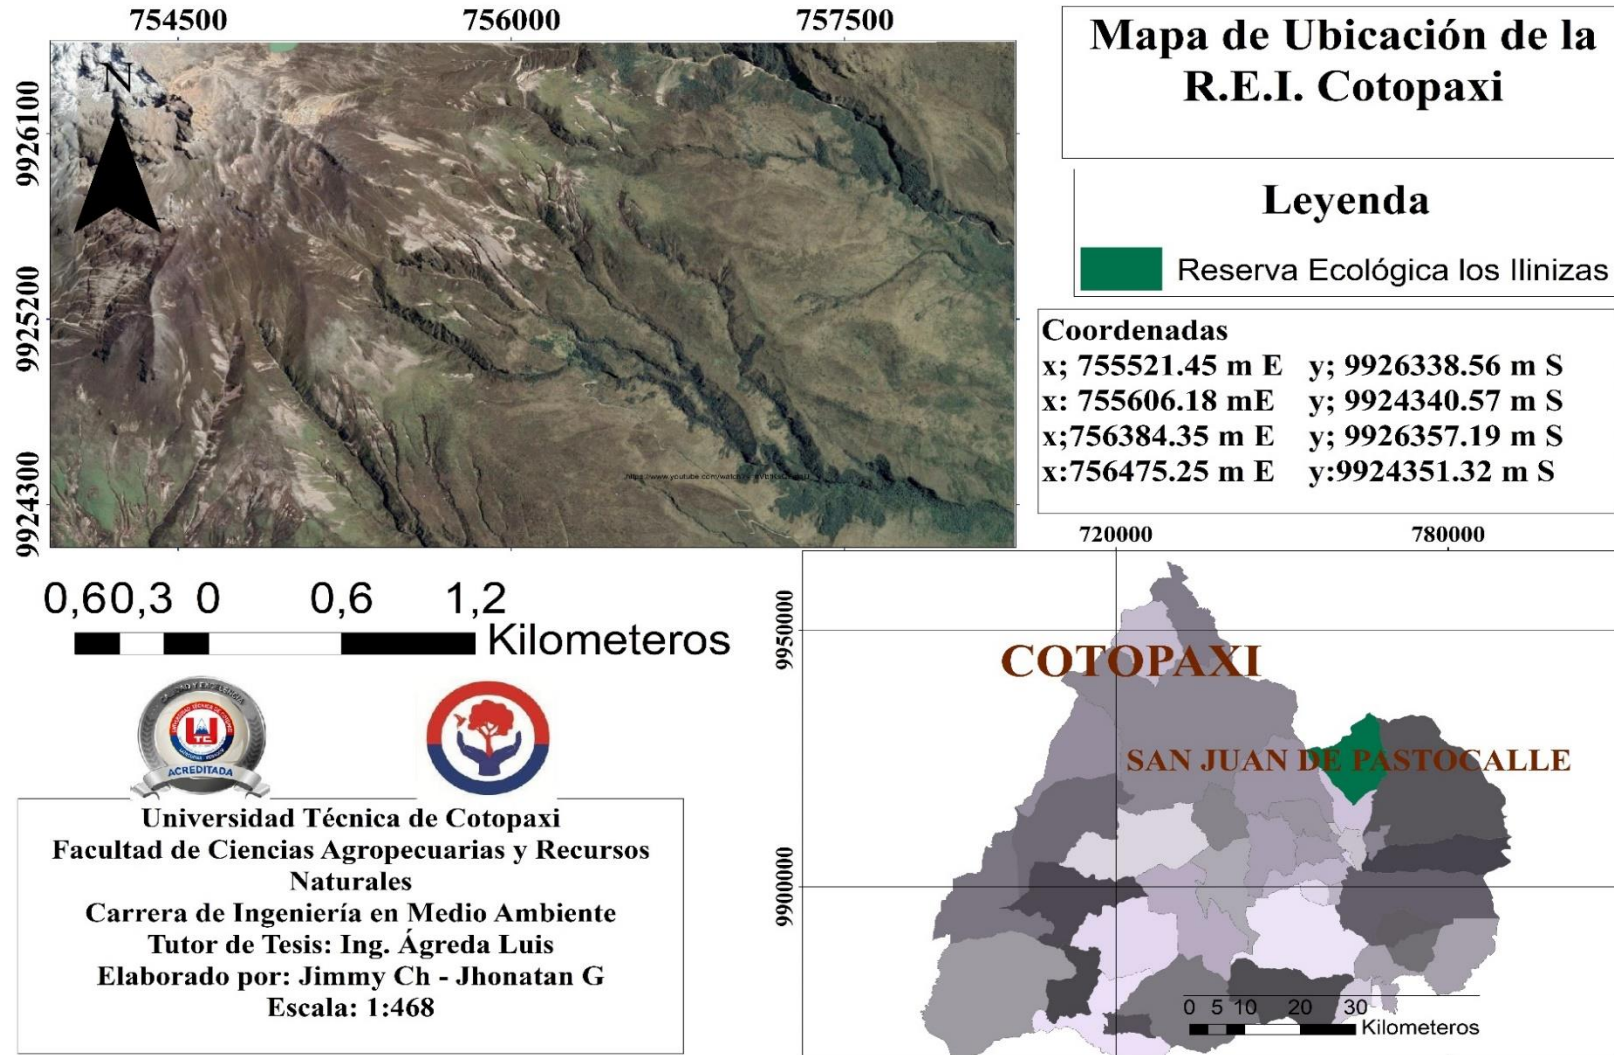 754500 756000 757500
9926100
9925200
9924300
N
Mapa de Ubicación de la
R.E.I. Cotopaxi
Leyenda
Reserva Ecológica los Ilinizas
Coordenadas
x; 755521.45 m E y; 9926338.56 m S
x: 755606.18 mE y; 9924340.57 m S
x;756384.35 m E y; 9926357.19 m S
x:756475.25 m E y:9924351.32 m S
0,6 0,3 0 0,6 1,2
Kilometeros
ACREDITADA
Universidad Técnica de Cotopaxi
Facultad de Ciencias Agropecuarias y Recursos
Naturales
Carrera de Ingeniería en Medio Ambiente
Tutor de Tesis: Ing. Ágreda Luis
Elaborado por: Jimmy Ch - Jhonatan G
Escala: 1:468
720000 780000
9950000
9900000
COTOPAXI
SAN JUAN DE PASTOCALLE
0 5 10 20 30
Kilometeros